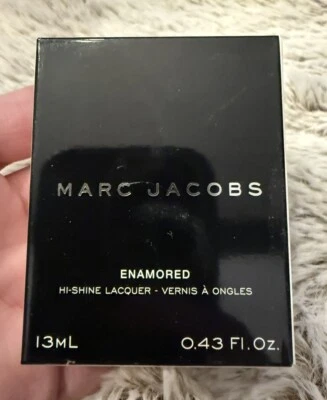 MARC JACOBS
ENAMORED
HI-SHINE LACQUER - VERNIS À ONGLES
13ML 0.43 Fl. Oz.